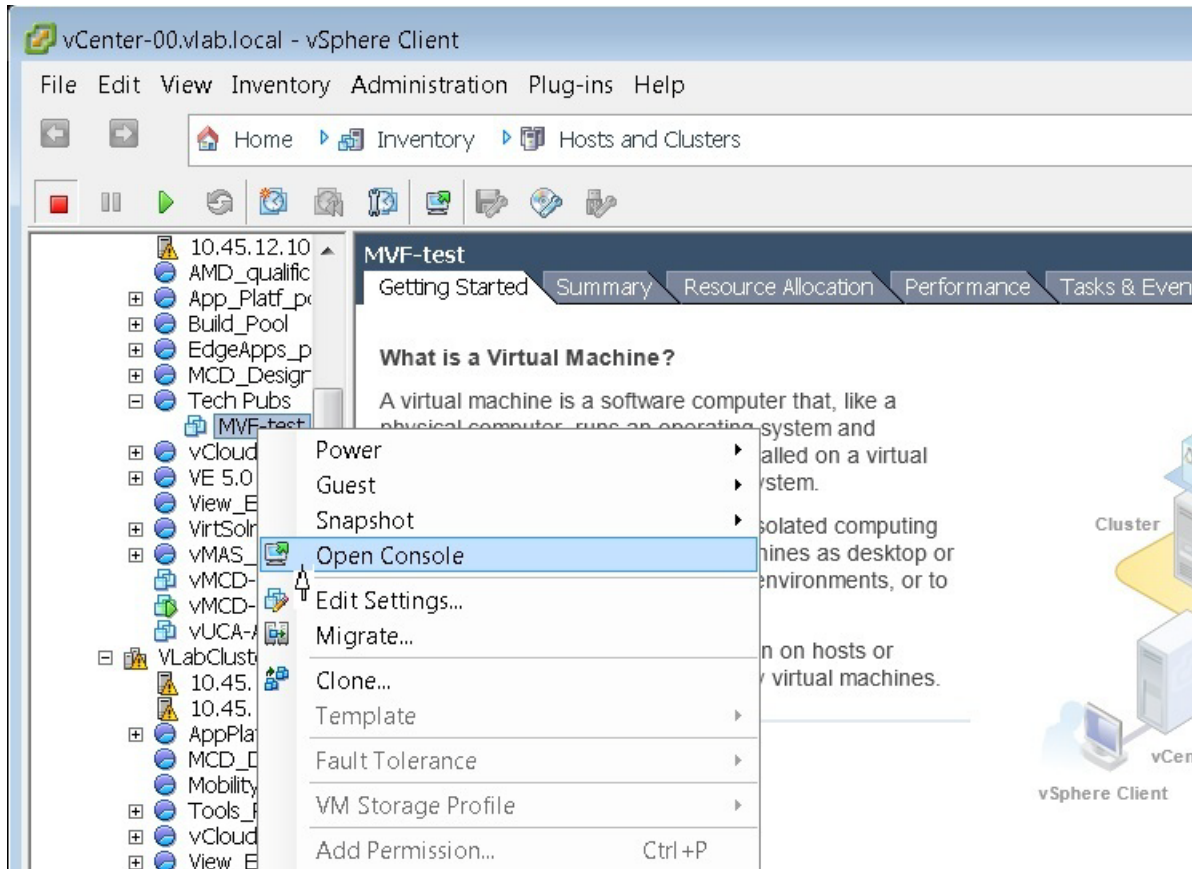 vCenter-00.vlab.local - vSphere Client
File Edit View Inventory Administration Plug-ins Help
Home Inventory Hosts and Clusters
10.45.12.10
AMD_qualific
App_Platf_po
Build_Pool
EdgeApps_p
MCD_Design
Tech Pubs
MVF-test
vCloud
VE 5.0
View_E
VirtSoln
vMAS_
vMCD-
vMCD-
vUCA-A
VLabCluste
10.45.
10.45.
AppPlat
MCD_D
Mobility
Tools_P
vCloud
View_E
Power
Guest
Snapshot
Open Console
Edit Settings...
Migrate...
Clone...
Template
Fault Tolerance
VM Storage Profile
Add Permission... Ctrl+P
MVF-test
Getting Started Summary Resource Allocation Performance Tasks & Even
What is a Virtual Machine?
A virtual machine is a software computer that, like a
physical computer, runs an operating system and
alled on a virtual
ystem.
solated computing
hines as desktop or
environments, or to
n on hosts or
y virtual machines.
Cluster
vCen
vSphere Client